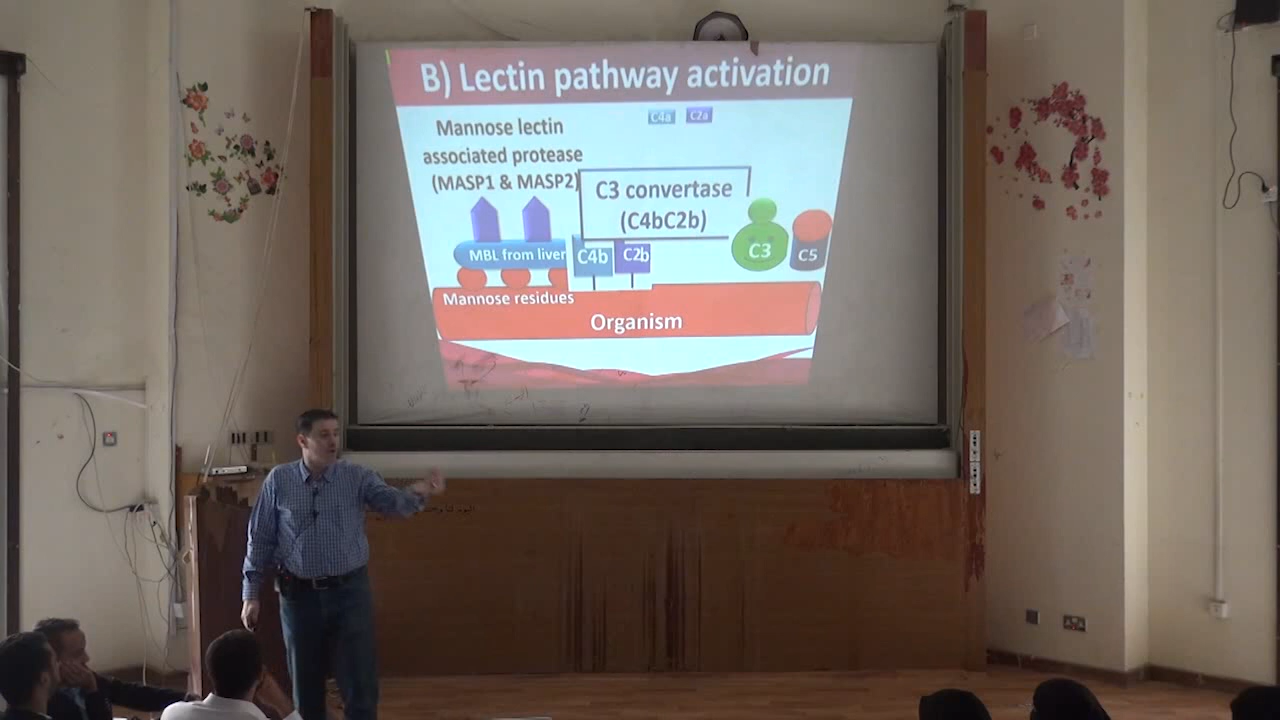 B) Lectin pathway activation
C4a C2a
Mannose lectin
associated protease
(MASP1 & MASP2)
C3 convertase
(C4bC2b)
MBL from liver
C4b C2b
C3 C5
Mannose residues
Organism